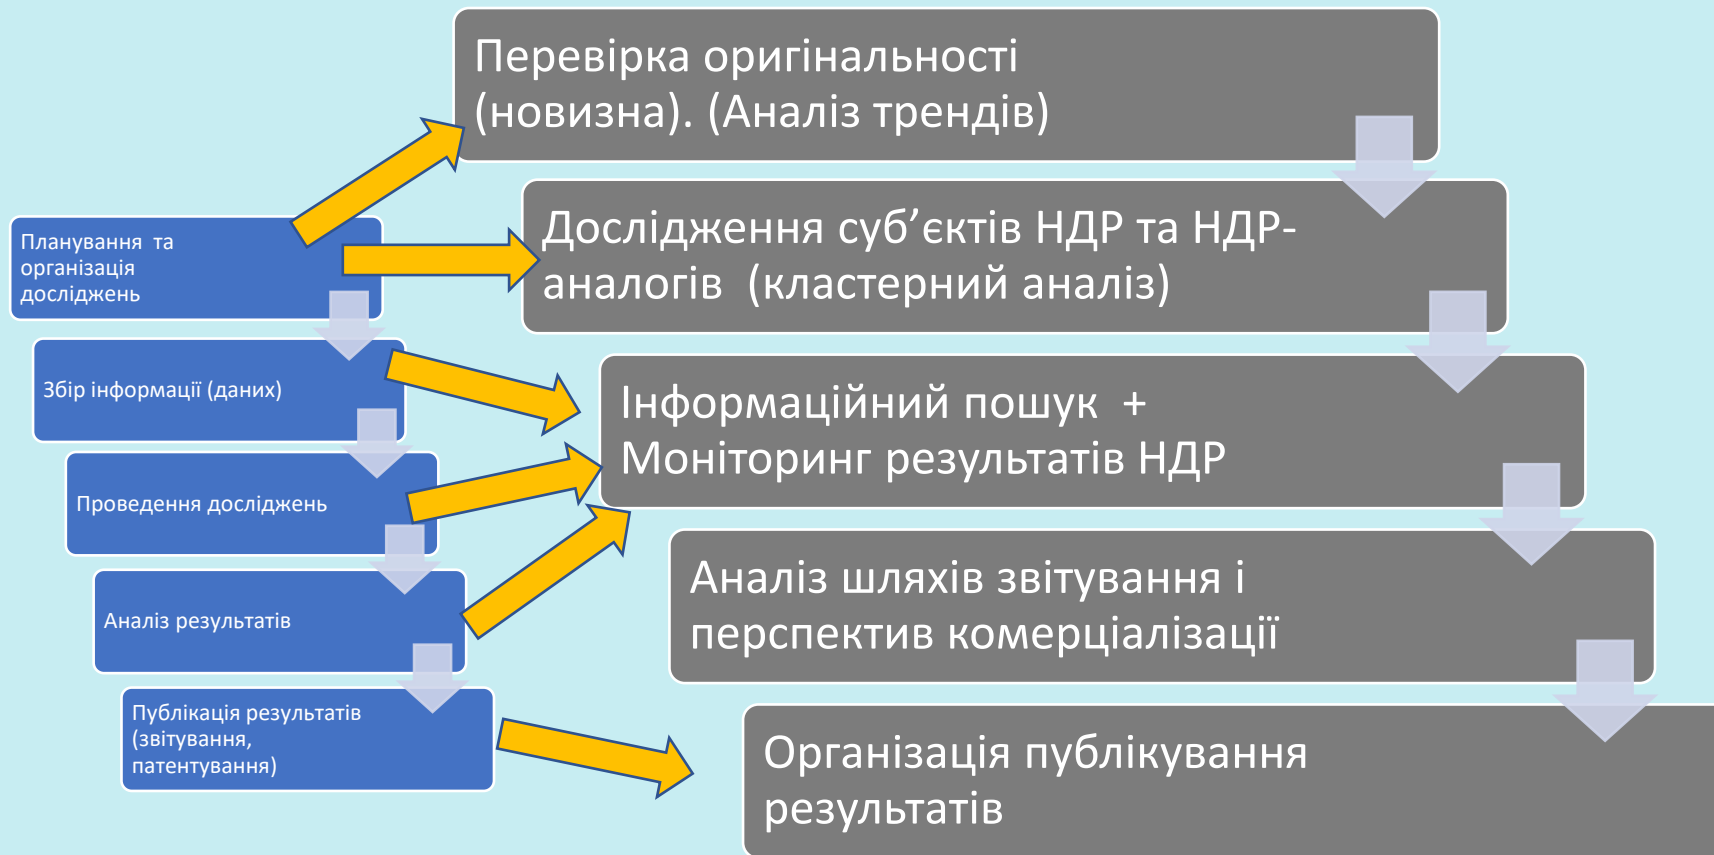 Перевірка оригінальності
(новизна). (Аналіз трендів)
Дослідження суб’єктів НДР та НДР-
аналогів (кластерний аналіз)
Інформаційний пошук +
Моніторинг результатів НДР
Аналіз шляхів звітування і
перспектив комерціалізації
Організація публікування
результатів
Планування та
організація
досліджень
Збір інформації (даних)
Проведення досліджень
Аналіз результатів
Публікація результатів
(звітування,
патентування)